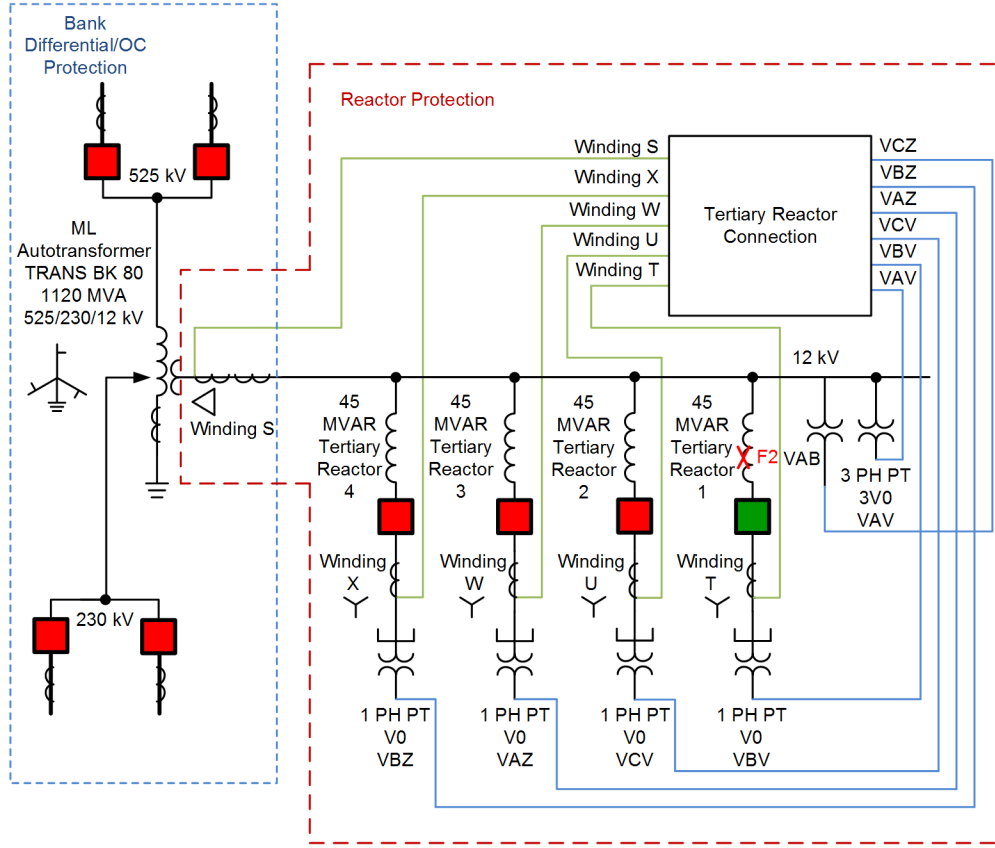 Bank
Differential/OC
Protection
Reactor Protection
525 kV
ML
Autotransformer
TRANS BK 80
1120 MVA
525/230/12 kV
Winding S
230 kV
Winding S
Winding X
Winding W
Winding U
Winding T
Tertiary Reactor
Connection
VCZ
VBZ
VAZ
VCV
VBV
VAV
12 kV
45
MVAR
Tertiary
Reactor
4
45
MVAR
Tertiary
Reactor
3
45
MVAR
Tertiary
Reactor
2
45
MVAR
Tertiary
Reactor
1
F2
VAB
3 PH PT
3V0
VAV
Winding
X
Winding
W
Winding
U
Winding
T
1 PH PT
V0
VBZ
1 PH PT
V0
VAZ
1 PH PT
V0
VCV
1 PH PT
V0
VBV